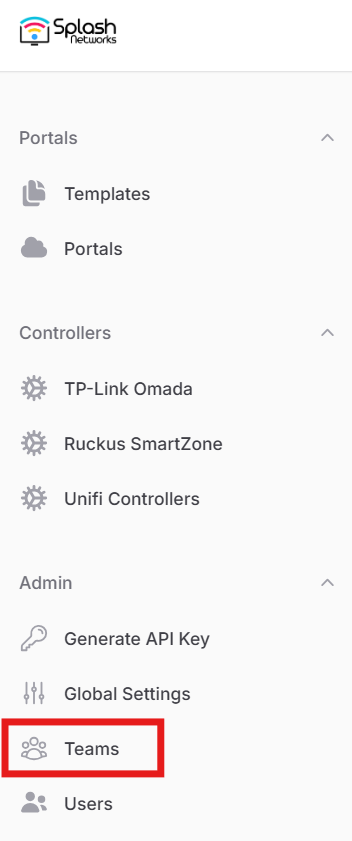 Splash
Networks
Portals
Templates
Portals
Controllers
TP-Link Omada
Ruckus SmartZone
Unifi Controllers
Admin
Generate API Key
Global Settings
Teams
Users